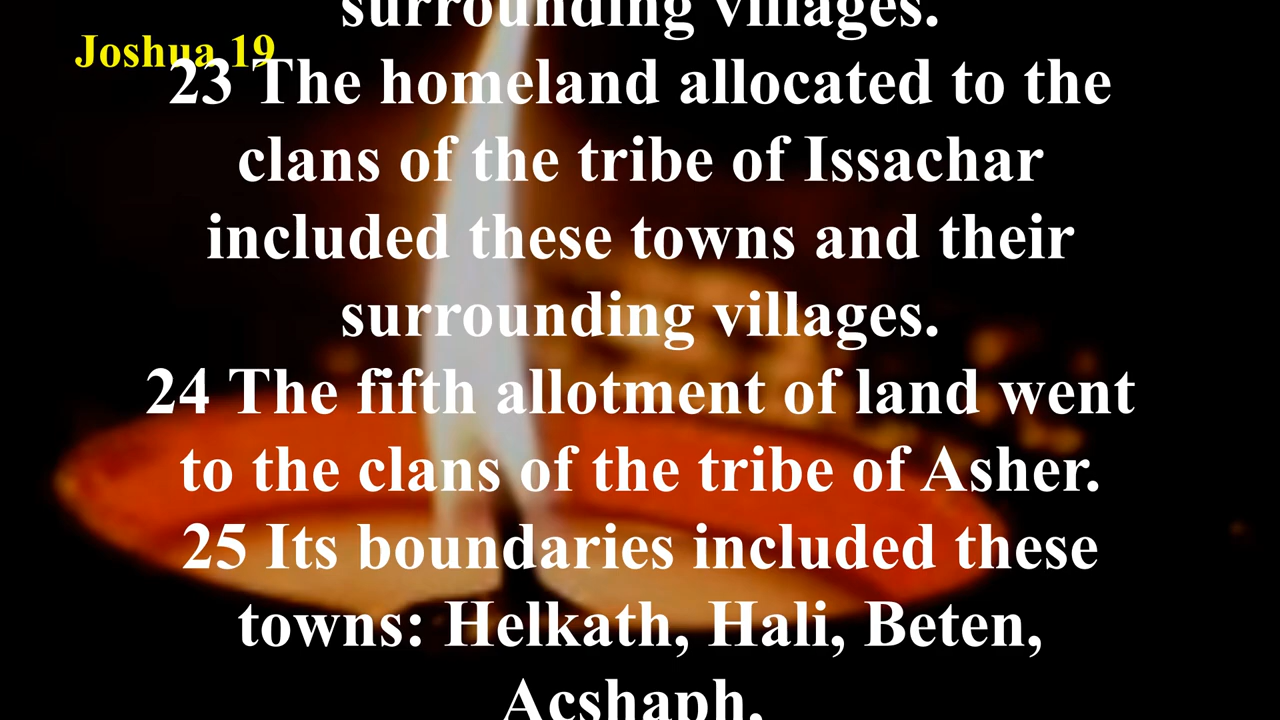 surrounding villages.
Joshua 19
23 The homeland allocated to the
clans of the tribe of Issachar
included these towns and their
surrounding villages.
24 The fifth allotment of land went
to the clans of the tribe of Asher.
25 Its boundaries included these
towns: Helkath, Hali, Beten,
Acshaph,